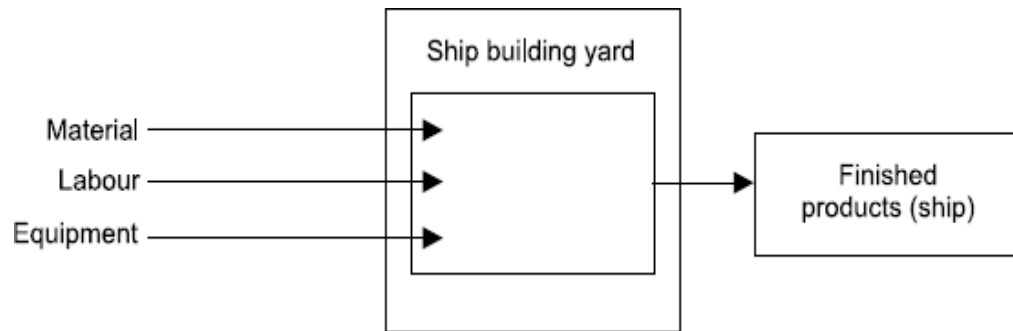 Ship building yard
Material
Labour
Equipment
Finished
products (ship)